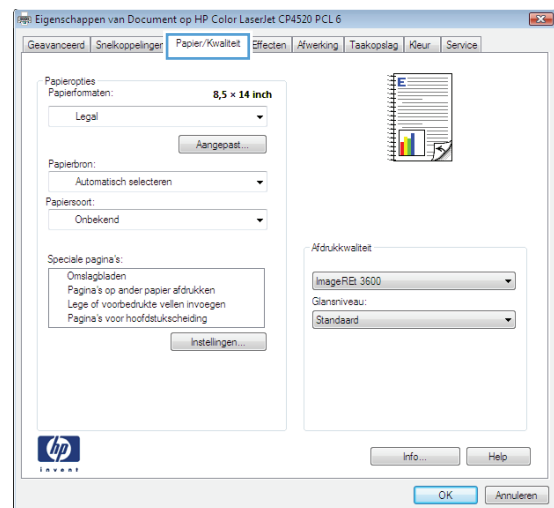 Eigenschappen van Document op HP Color LaserJet CP4520 PCL 6
Geavanceerd Snelkoppelingen Papier/Kwaliteit Effecten Afwerking Taakopslag Kleur Service
Papieropties
Papierformaten: 8,5 × 14 inch
Legal
Aangepast...
Papierbron:
Automatisch selecteren
Papiersoort:
Onbekend
Speciale pagina's:
Omslagbladen
Pagina's op ander papier afdrukken
Lege of voorbedrukte vellen invoegen
Pagina's voor hoofdstukscheiding
Instellingen...
E
Afdrukkwaliteit
ImageREt 3600
Glansniveau:
Standaard
hp
invent
Info... Help
OK Annuleren